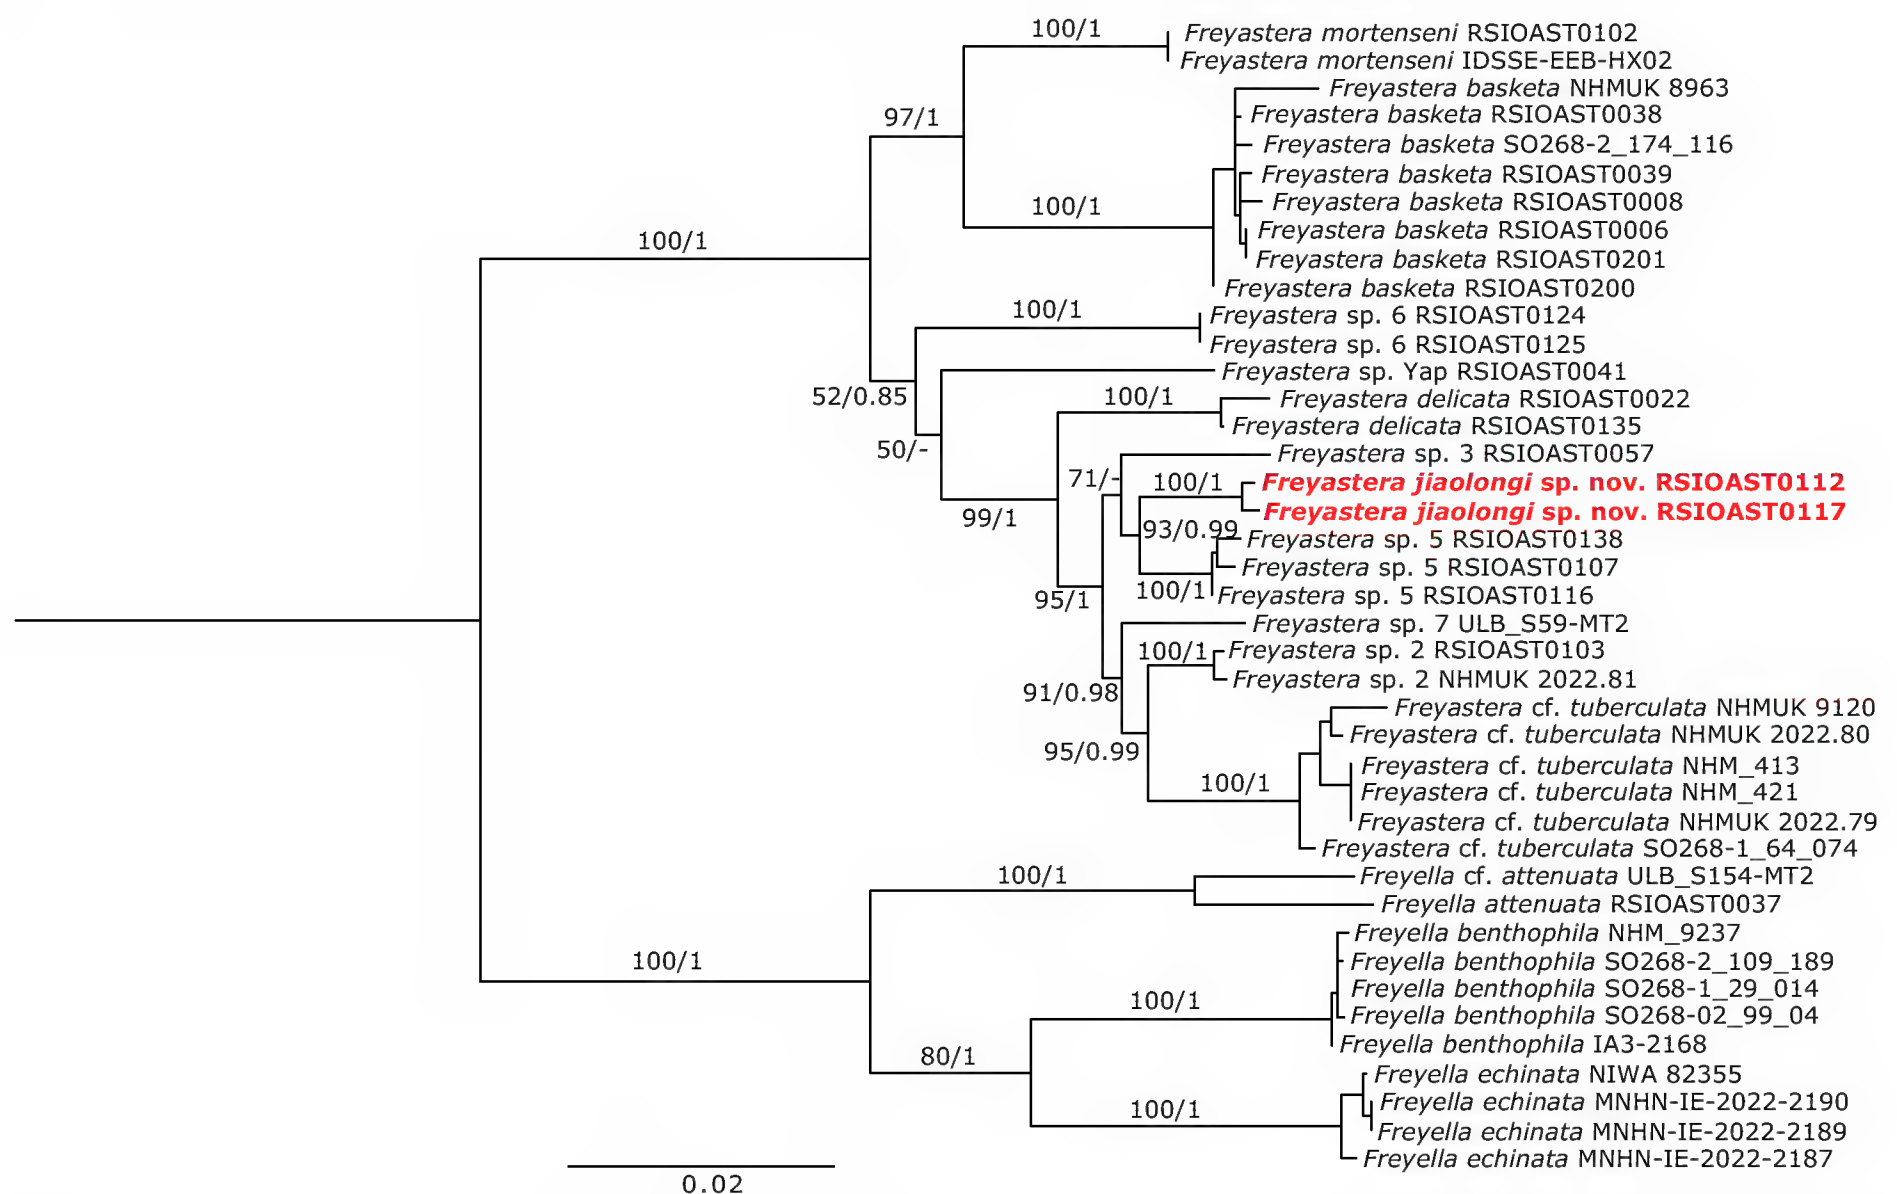 100/1
Freyastera mortenseni RSIOAST0102
Freyastera mortenseni IDSSE-EEB-HX02
Freyastera basketa NHMUK 8963
97/1
Freyastera basketa RSIOAST0038
Freyastera basketa SO268-2_174_116
Freyastera basketa RSIOAST0039
100/1
Freyastera basketa RSIOAST0008
Freyastera basketa RSIOAST0006
100/1
Freyastera basketa RSIOAST0201
Freyastera basketa RSIOAST0200
100/1
Freyastera sp. 6 RSIOAST0124
Freyastera sp. 6 RSIOAST0125
Freyastera sp. Yap RSIOAST0041
52/0.85
100/1
Freyastera delicata RSIOAST0022
Freyastera delicata RSIOAST0135
50/-
Freyastera sp. 3 RSIOAST0057
71/-
100/1
Freyastera jiaolongi sp. nov. RSIOAST0112
99/1
Freyastera jiaolongi sp. nov. RSIOAST0117
93/0.99
Freyastera sp. 5 RSIOAST0138
Freyastera sp. 5 RSIOAST0107
95/1
100/1
Freyastera sp. 5 RSIOAST0116
Freyastera sp. 7 ULB_S59-MT2
100/1
Freyastera sp. 2 RSIOAST0103
Freyastera sp. 2 NHMUK 2022.81
91/0.98
Freyastera cf. tuberculata NHMUK 9120
Freyastera cf. tuberculata NHMUK 2022.80
95/0.99
Freyastera cf. tuberculata NHM_413
100/1
Freyastera cf. tuberculata NHM_421
Freyastera cf. tuberculata NHMUK 2022.79
Freyastera cf. tuberculata SO268-1_64_074
100/1
Freyella cf. attenuata ULB_S154-MT2
Freyella attenuata RSIOAST0037
Freyella benthophila NHM_9237
100/1
Freyella benthophila SO268-2_109_189
Freyella benthophila SO268-1_29_014
100/1
Freyella benthophila SO268-02_99_04
Freyella benthophila IA3-2168
80/1
Freyella echinata NIWA 82355
Freyella echinata MNHN-IE-2022-2190
100/1
Freyella echinata MNHN-IE-2022-2189
Freyella echinata MNHN-IE-2022-2187
0.02